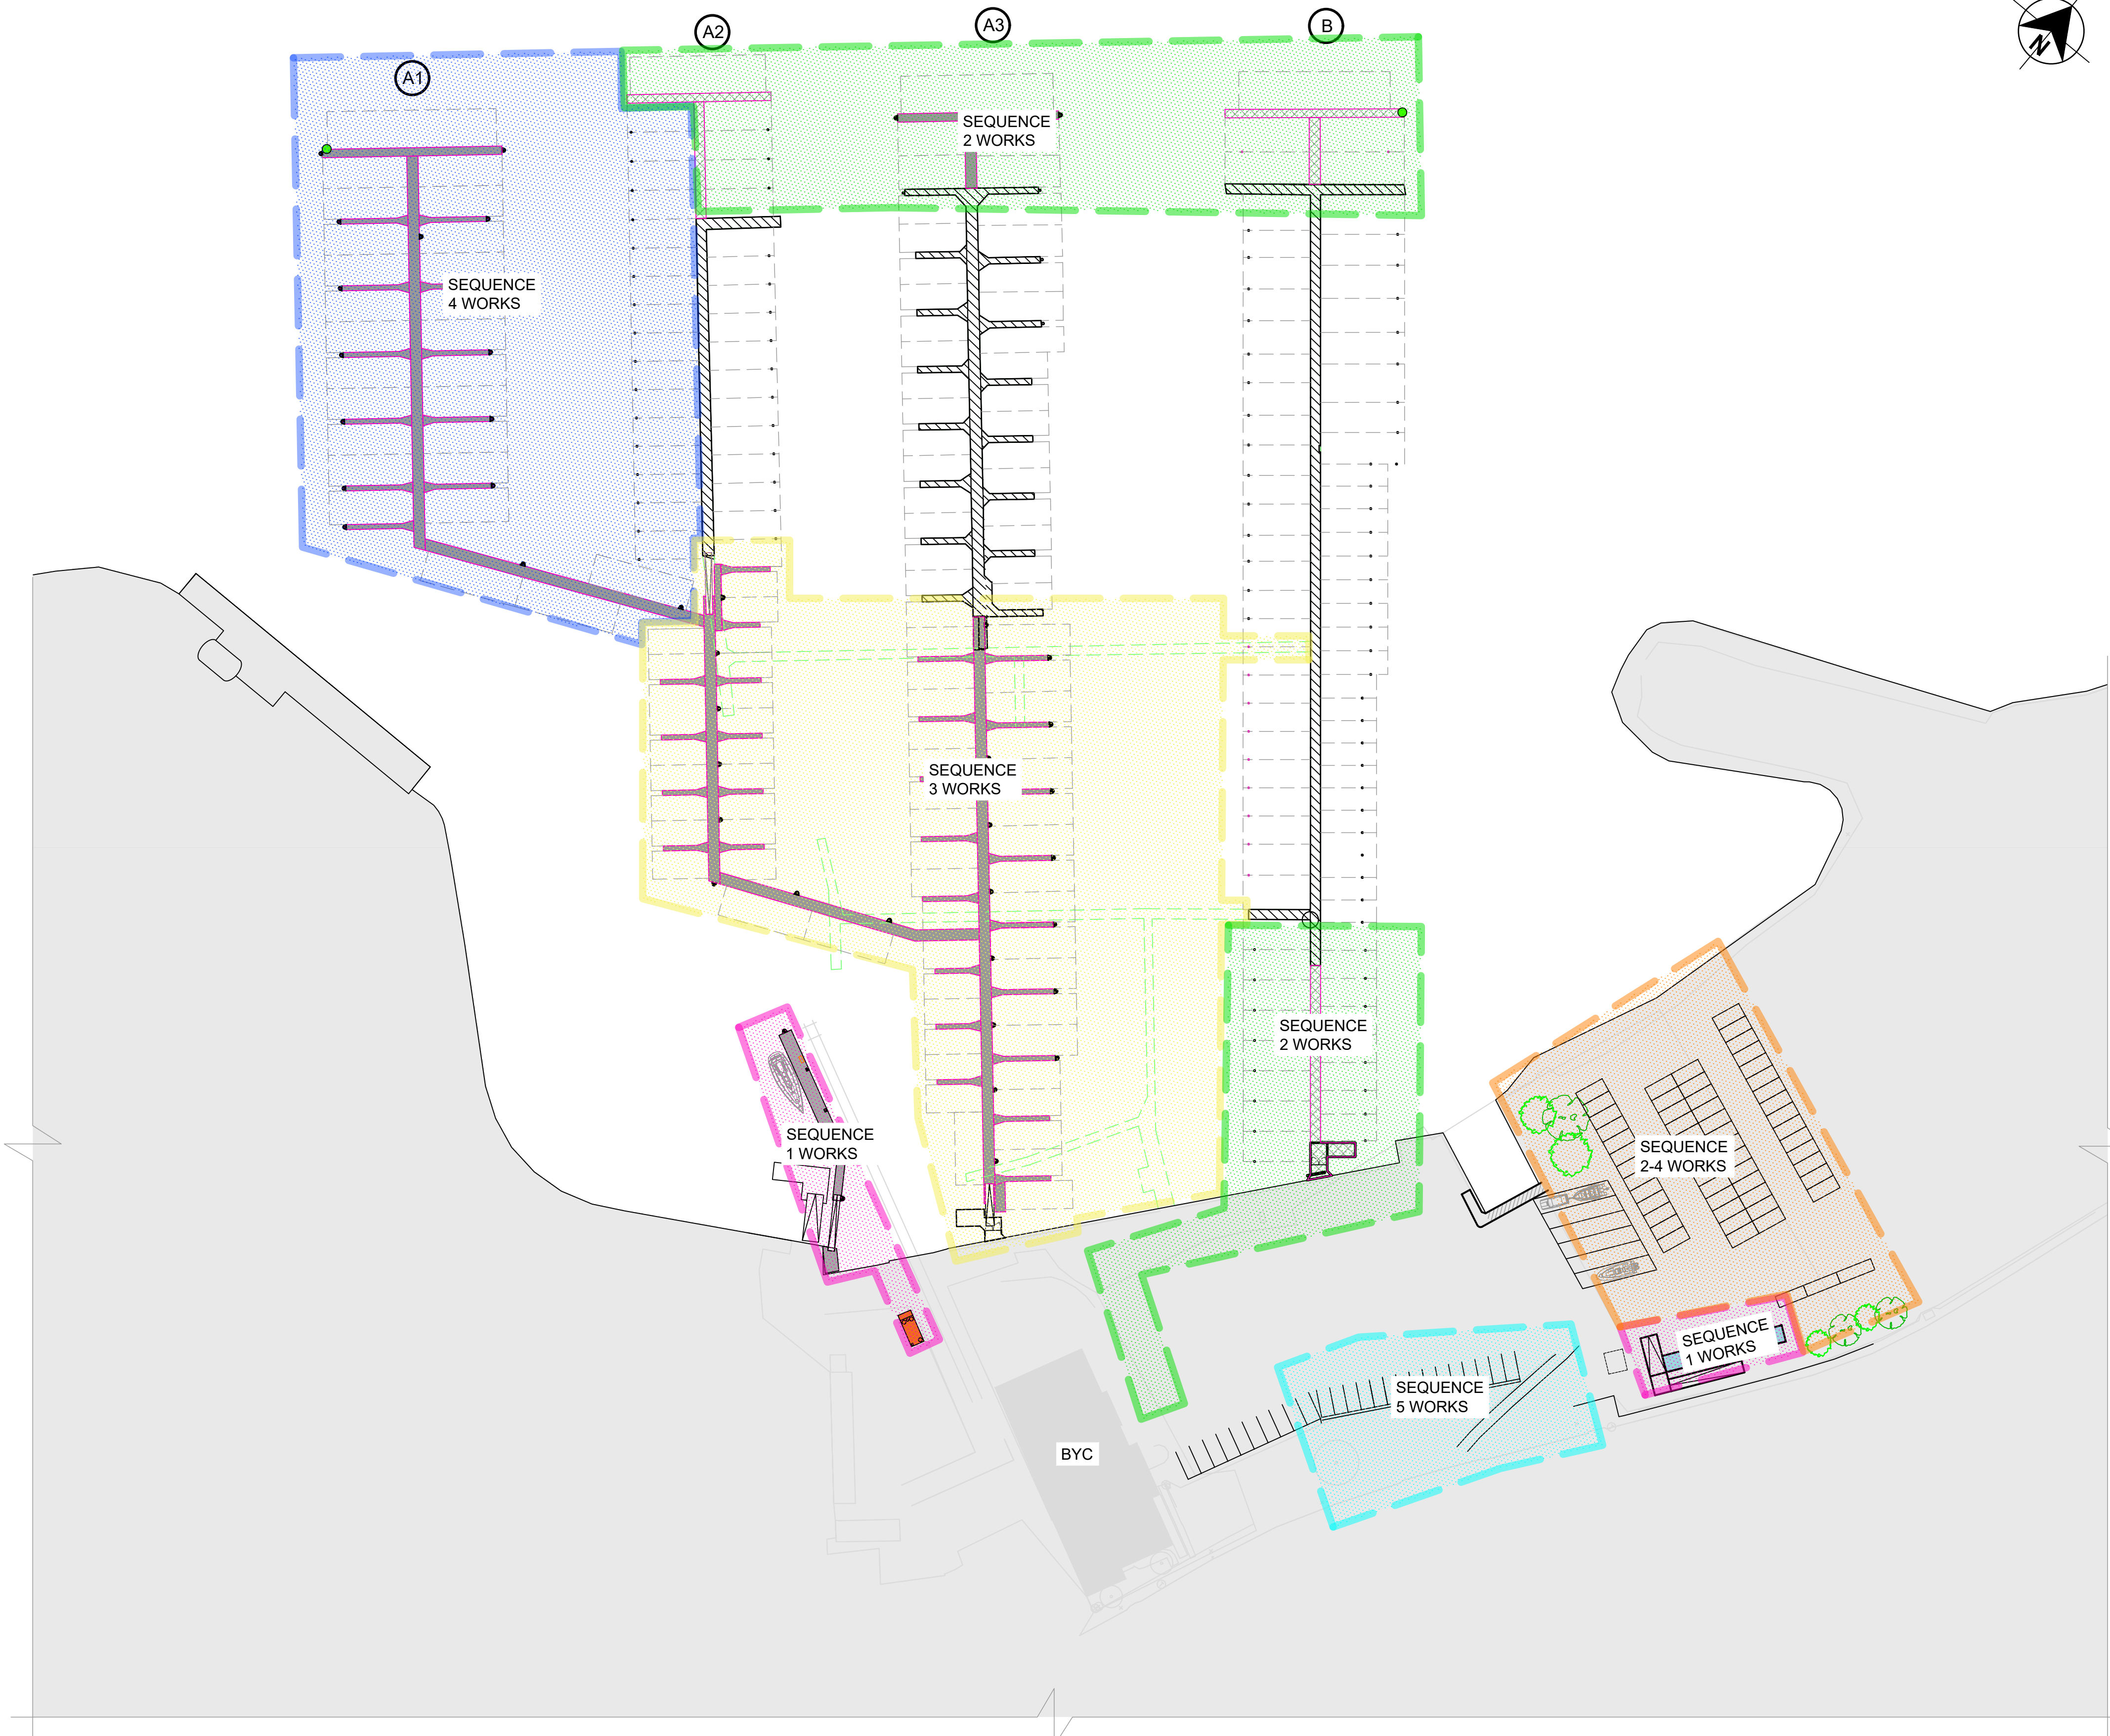 A1
A2
A3
B
N
SEQUENCE
2 WORKS
SEQUENCE
4 WORKS
SEQUENCE
3 WORKS
SEQUENCE
2 WORKS
SEQUENCE
1 WORKS
SEQUENCE
2-4 WORKS
SEQUENCE
1 WORKS
SEQUENCE
5 WORKS
BYC